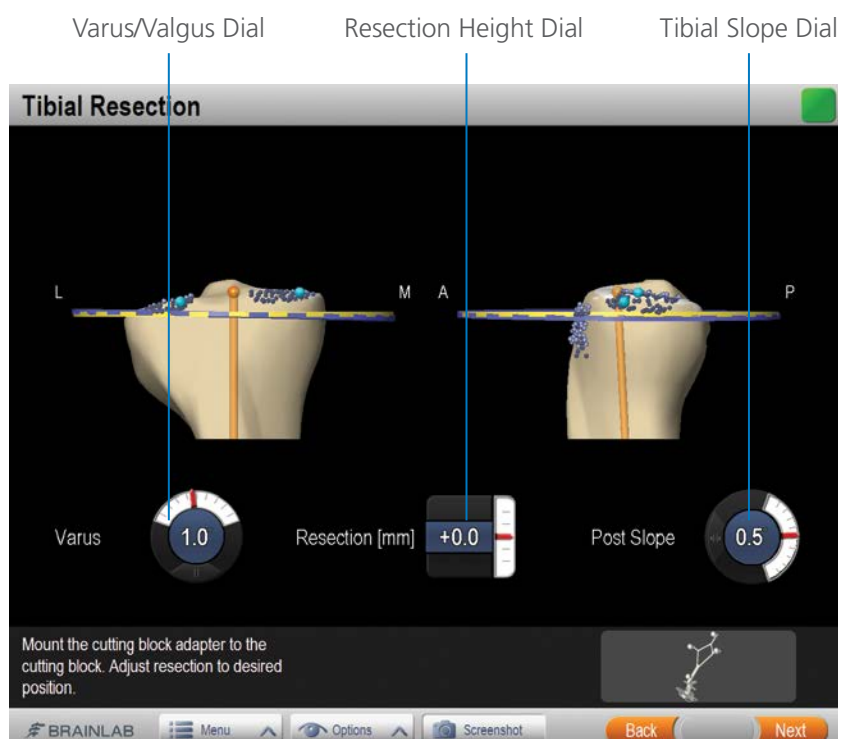 Varus/Valgus Dial
Resection Height Dial
Tibial Slope Dial
Tibial Resection
L
M
A
P
Varus
1.0
Resection [mm]
+0.0
Post Slope
0.5
Mount the cutting block adapter to the
cutting block. Adjust resection to desired
position.
BRAINLAB
Menu
Options
Screenshot
Back
Next